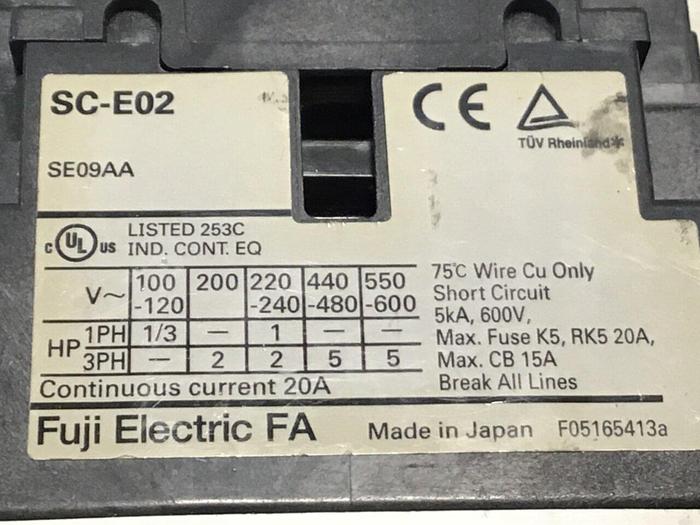 SC-E02
SE09AA
CE
TÜV Rheinland
c UL us
LISTED 253C
IND. CONT. EQ
V~ 100-120 200 220-240 440-480 550-600
HP 1PH 1/3 — 1 — —
3PH — 2 2 5 5
Continuous current 20A
75℃ Wire Cu Only
Short Circuit
5kA, 600V,
Max. Fuse K5, RK5 20A,
Max. CB 15A
Break All Lines
Fuji Electric FA Made in Japan F05165413a